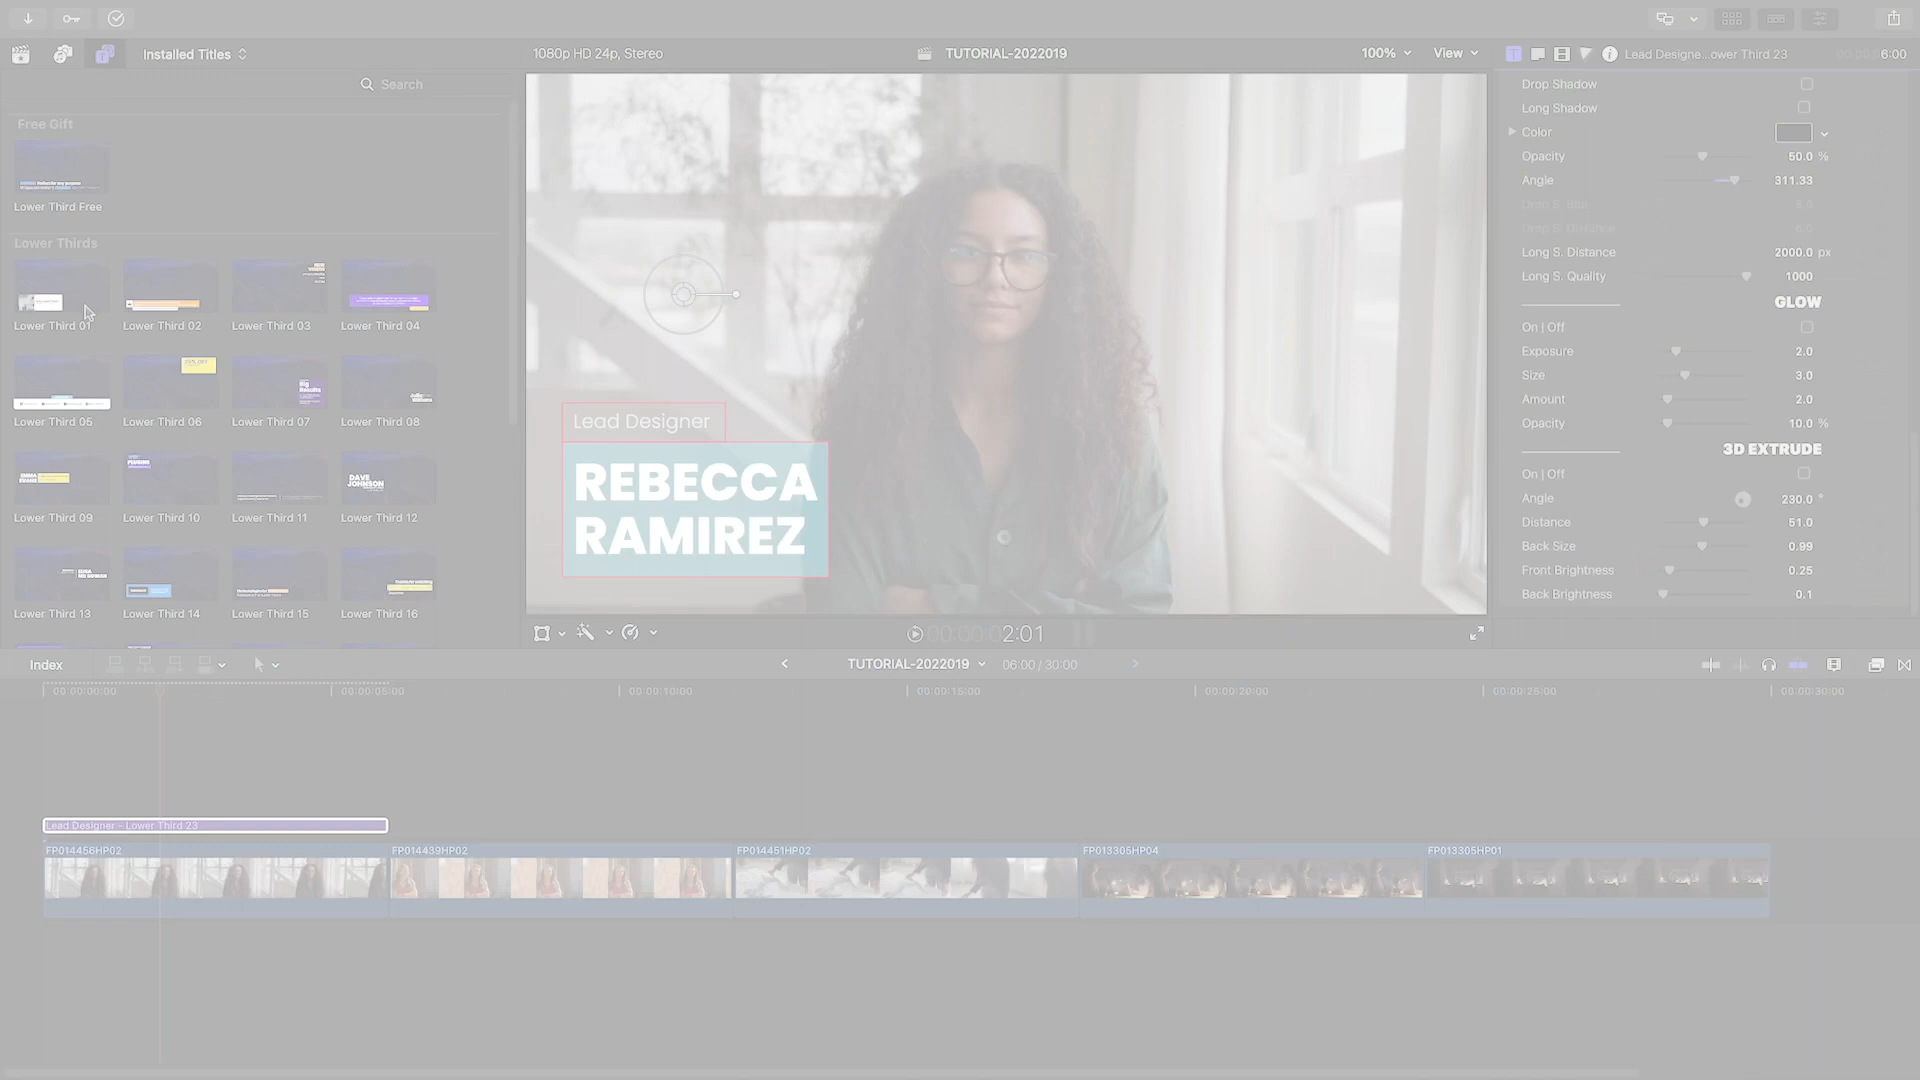 Installed Titles
1080p HD 24p, Stereo
TUTORIAL-2022019
100%
View
Lead Designe...ower Third 23
6:00
Search
Free Gift
Lower Third Free
Lower Thirds
Lower Third 01
Lower Third 02
Lower Third 03
Lower Third 04
Lower Third 05
Lower Third 06
Lower Third 07
Lower Third 08
Lower Third 09
Lower Third 10
Lower Third 11
DAVE
JOHNSON
Lower Third 12
Lower Third 13
Lower Third 14
Lower Third 15
Lower Third 16
Lead Designer
REBECCA
RAMIREZ
Drop Shadow
Long Shadow
Color
Opacity 50.0 %
Angle 311.33
Long S. Distance 2000.0 px
Long S. Quality 1000
GLOW
On | Off
Exposure 2.0
Size 3.0
Amount 2.0
Opacity 10.0 %
3D EXTRUDE
On | Off
Angle 230.0 °
Distance 51.0
Back Size 0.99
Front Brightness 0.25
Back Brightness 0.1
00:00:02:01
Index
TUTORIAL-2022019
06:00 / 30:00
00:00:00:00
00:00:05:00
00:00:10:00
00:00:15:00
00:00:20:00
00:00:25:00
00:00:30:00
Lead Designer - Lower Third 23
FP014456HP02
FP014439HP02
FP014451HP02
FP013305HP04
FP013305HP01